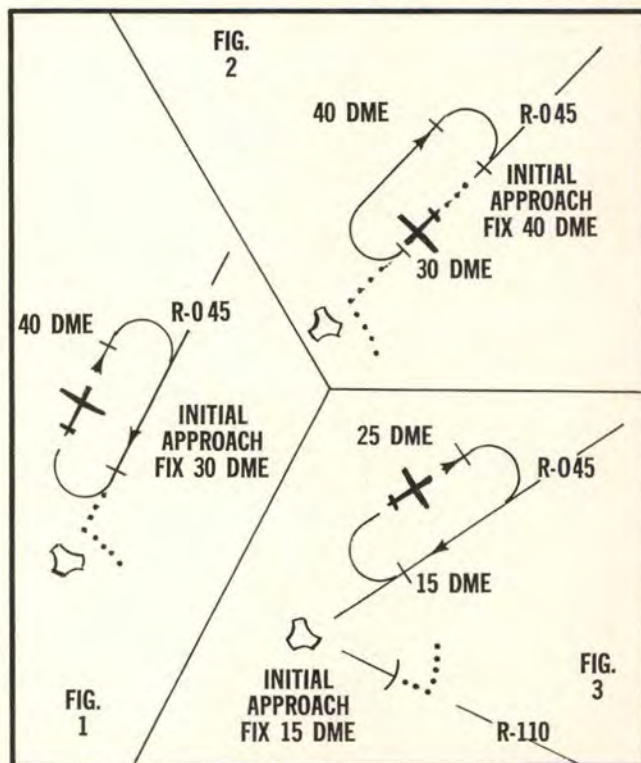 FIG.
2
40 DME
R-045
INITIAL
APPROACH
FIX 40 DME
30 DME
40 DME
R-045
INITIAL
APPROACH
FIX 30 DME
FIG.
1
25 DME
R-045
15 DME
INITIAL
APPROACH
FIX 15 DME
R-110
FIG.
3